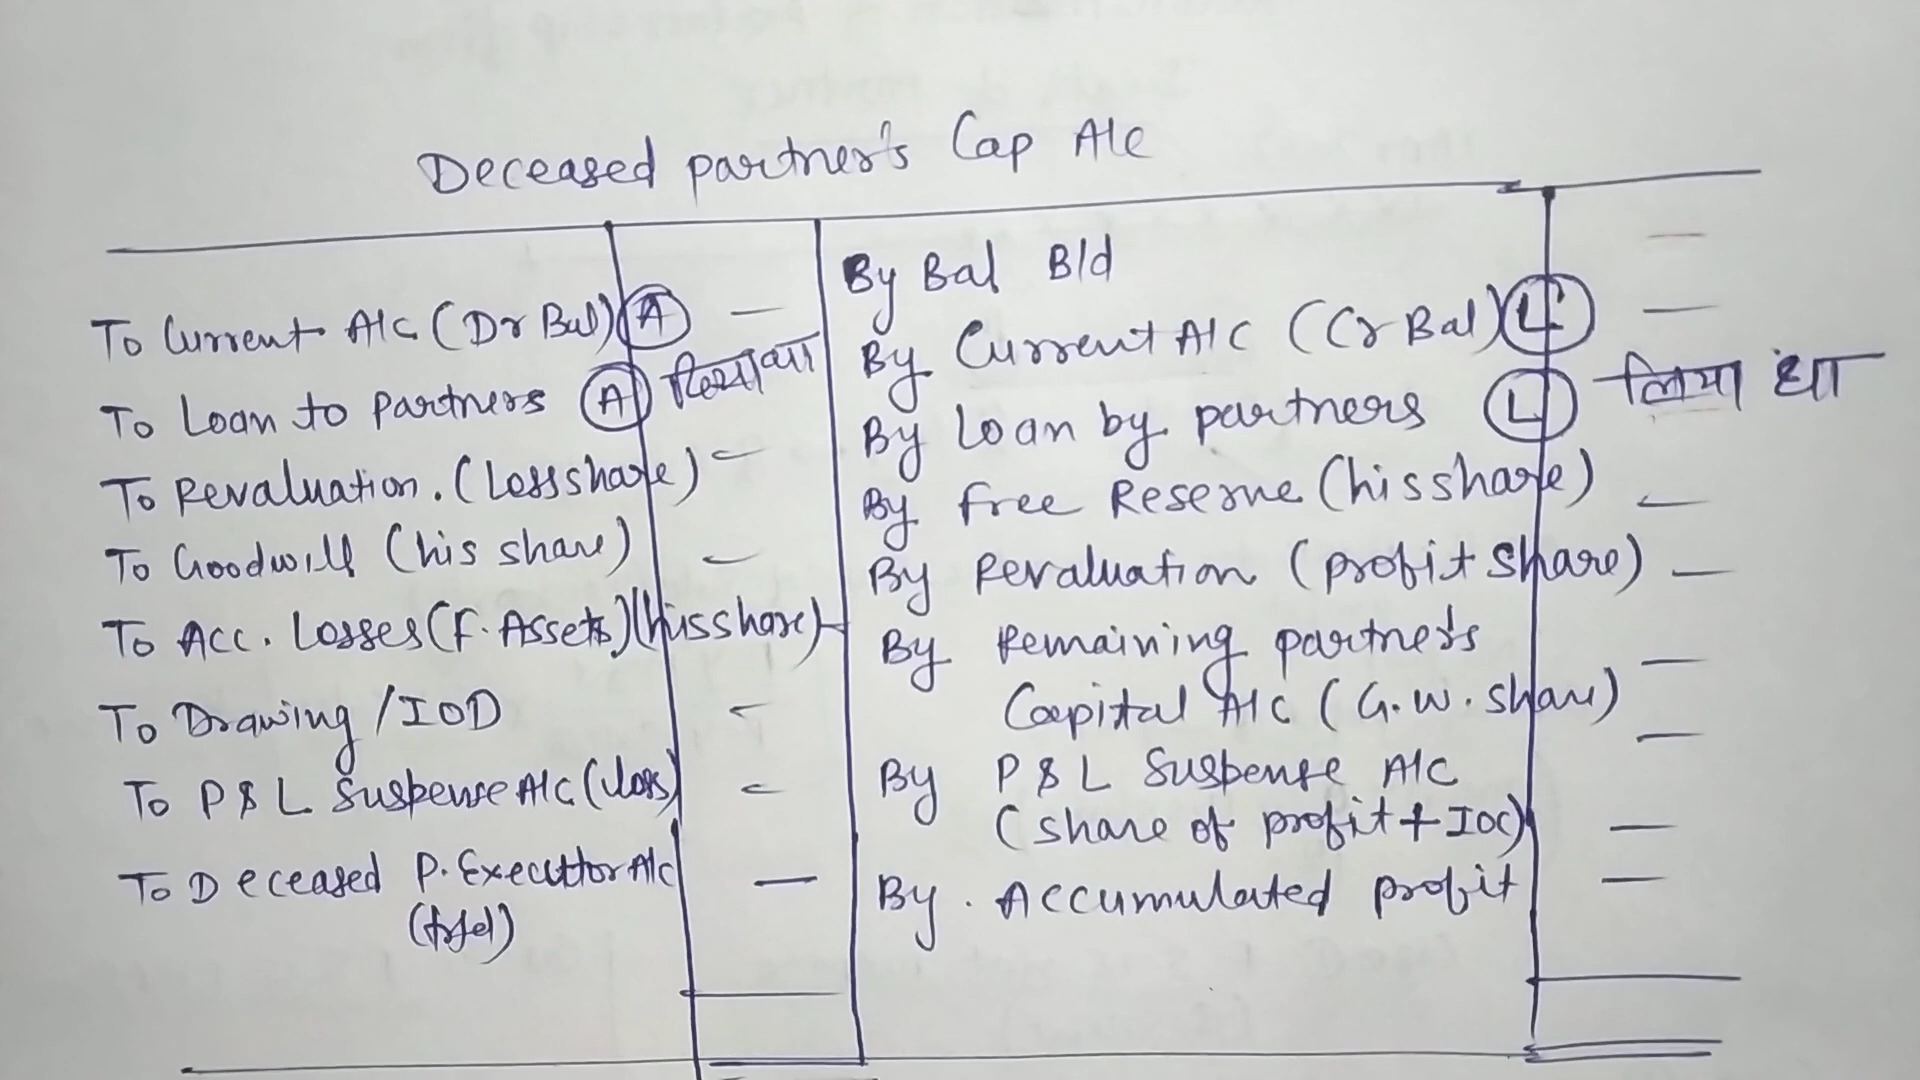 Deceased partner's Cap A/c
To Current A/c (Dr Bal) A
To Loan to partners A दिया था
To Revaluation. (Loss share)
To Goodwill (his share)
To Acc. Losses (F. Assets) (his share)
To Drawing / IOD
To P & L Suspense A/c (loss)
To Deceased P. Executtor A/c
(trfd)
By Bal B/d
By Current A/c (Cr Bal) L
By Loan by partners L लिया था
By free Reserve (his share)
By Revaluation (profit share)
By Remaining partner's
Capital A/c (G.W. share)
By P & L Suspense A/c
(share of profit + IOC)
By . Accumulated profit